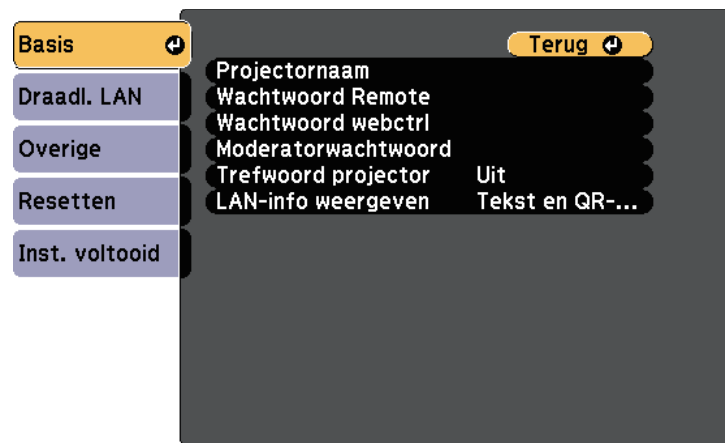 Basis
Draadl. LAN
Overige
Resetten
Inst. voltooid
Terug
Projectornaam
Wachtwoord Remote
Wachtwoord webctrl
Moderatorwachtwoord
Trefwoord projector Uit
LAN-info weergeven Tekst en QR-...